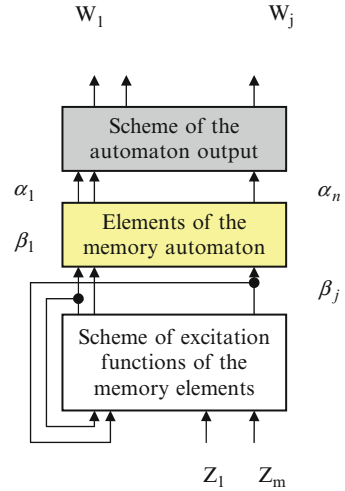 W1 Wj
Scheme of the
automaton output
α1 αn
Elements of the
memory automaton
β1 βj
Scheme of excitation
functions of the
memory elements
Z1 Zm